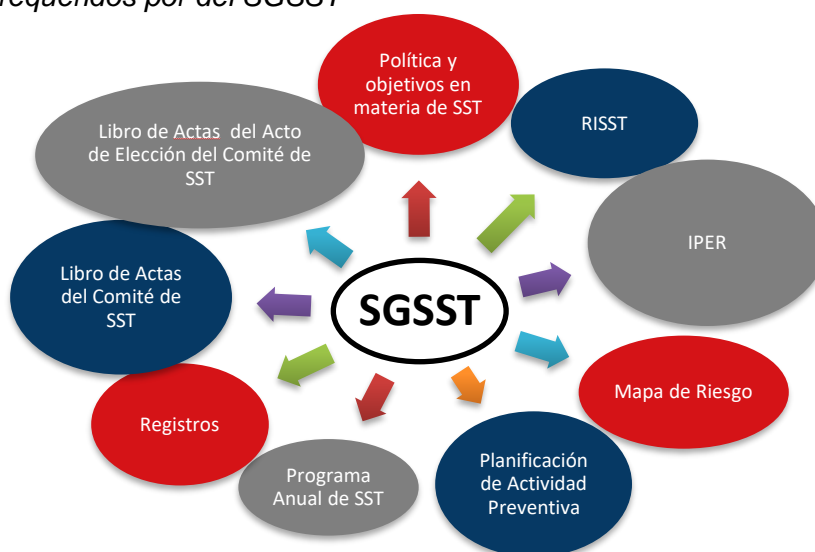 requeridos por del SGSST
Política y
objetivos en
materia de SST
RISST
IPER
Mapa de Riesgo
Planificación
de Actividad
Preventiva
Programa
Anual de SST
Registros
Libro de Actas
del Comité de
SST
Libro de Actas del Acto
de Elección del Comité de
SST
SGSST